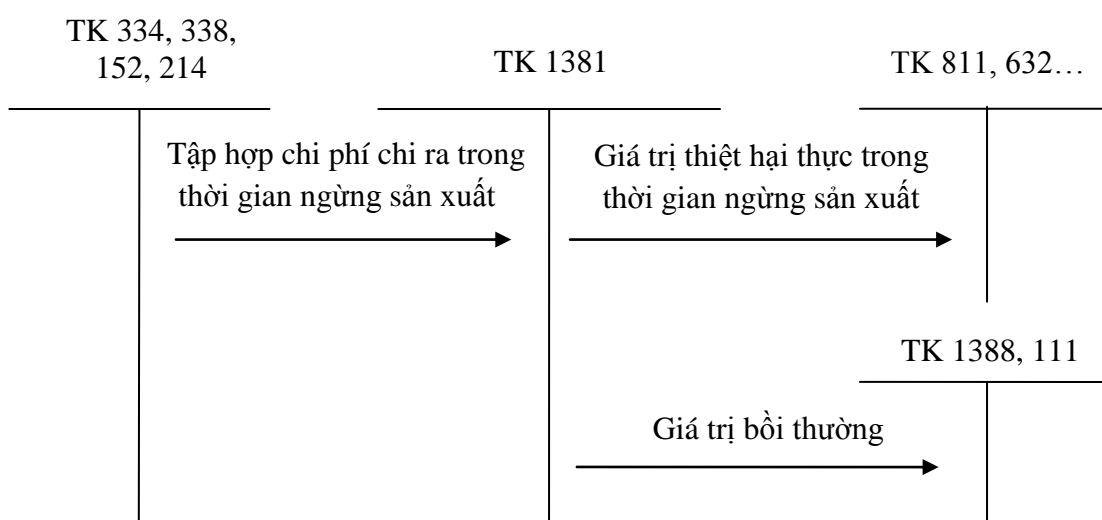 TK 334, 338,
152, 214
TK 1381
TK 811, 632…
Tập hợp chi phí chi ra trong
thời gian ngừng sản xuất
Giá trị thiệt hại thực trong
thời gian ngừng sản xuất
TK 1388, 111
Giá trị bồi thường